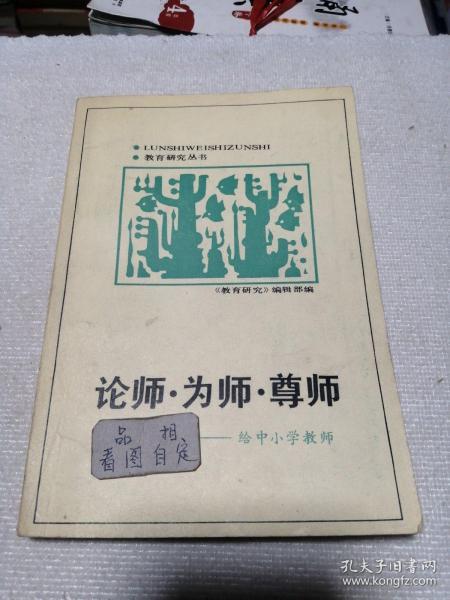 LUNSHIWEISHIZUNSHI
教育研究丛书
《教育研究》编辑部编
论师·为师·尊师
——给中小学教师
品相、
看图自定
孔夫子旧书网
www.kongfz.com